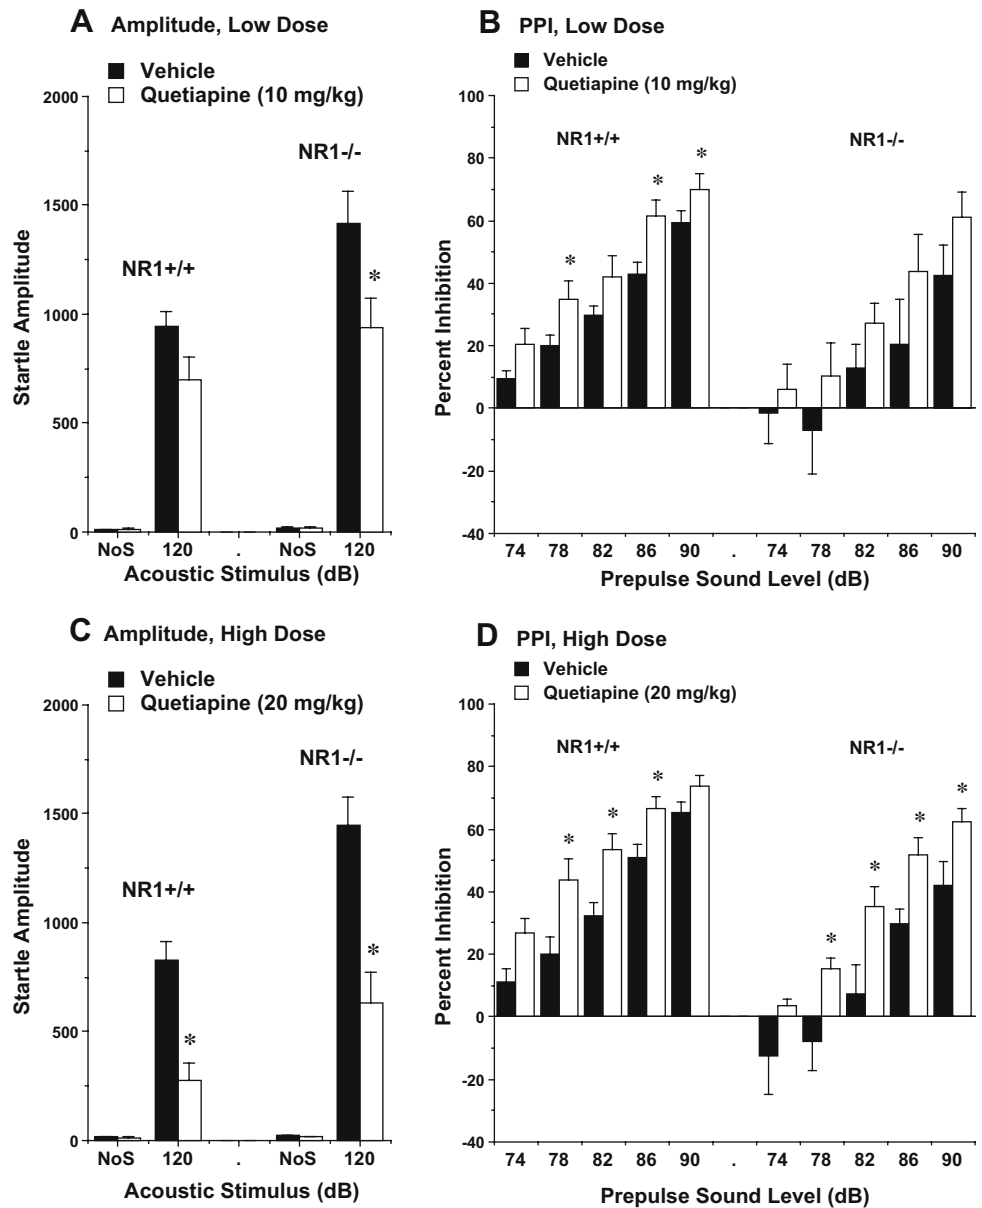 A Amplitude, Low Dose
Vehicle
Quetiapine (10 mg/kg)
2000
1500
1000
500
0
Startle Amplitude
NR1+/+
NR1-/-
*
NoS 120 . NoS 120
Acoustic Stimulus (dB)
B PPI, Low Dose
Vehicle
Quetiapine (10 mg/kg)
100
80
60
40
20
0
-20
-40
Percent Inhibition
NR1+/+
NR1-/-
* * *
74 78 82 86 90 . 74 78 82 86 90
Prepulse Sound Level (dB)
C Amplitude, High Dose
Vehicle
Quetiapine (20 mg/kg)
2000
1500
1000
500
0
Startle Amplitude
NR1+/+
NR1-/-
* *
NoS 120 . NoS 120
Acoustic Stimulus (dB)
D PPI, High Dose
Vehicle
Quetiapine (20 mg/kg)
100
80
60
40
20
0
-20
-40
Percent Inhibition
NR1+/+
NR1-/-
* * * * * * *
74 78 82 86 90 . 74 78 82 86 90
Prepulse Sound Level (dB)